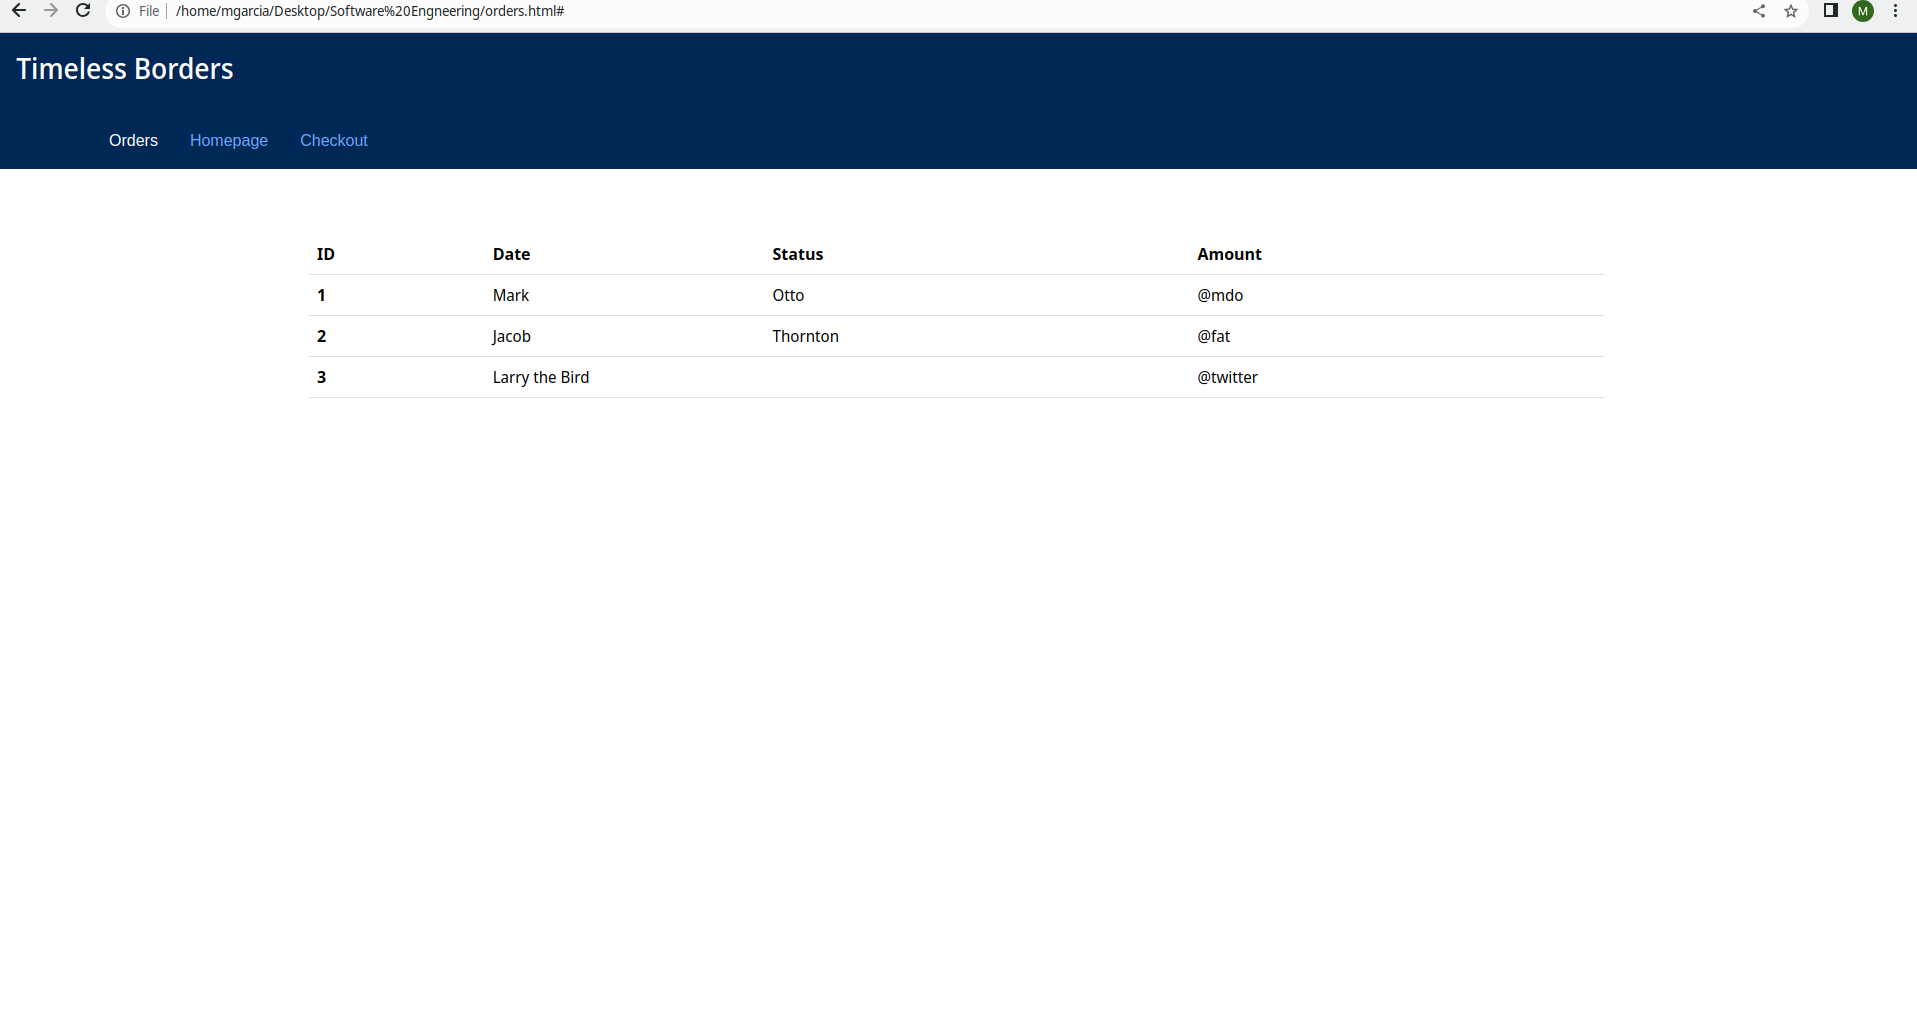 File /home/mgarcia/Desktop/Software%20Engneering/orders.html# M
Timeless Borders
Orders Homepage Checkout
ID Date Status Amount
1 Mark Otto @mdo
2 Jacob Thornton @fat
3 Larry the Bird @twitter